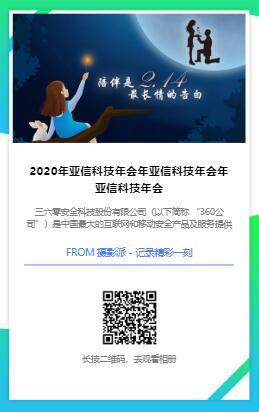 陪伴是2.14
最长情的告白
2020年亚信科技年会年亚信科技年会年
亚信科技年会
三六零安全科技股份有限公司（以下简称 “360公
司”）是中国最大的互联网和移动安全产品及服务提供
FROM 摄影派 - 记录精彩一刻
长按二维码，去观看相册